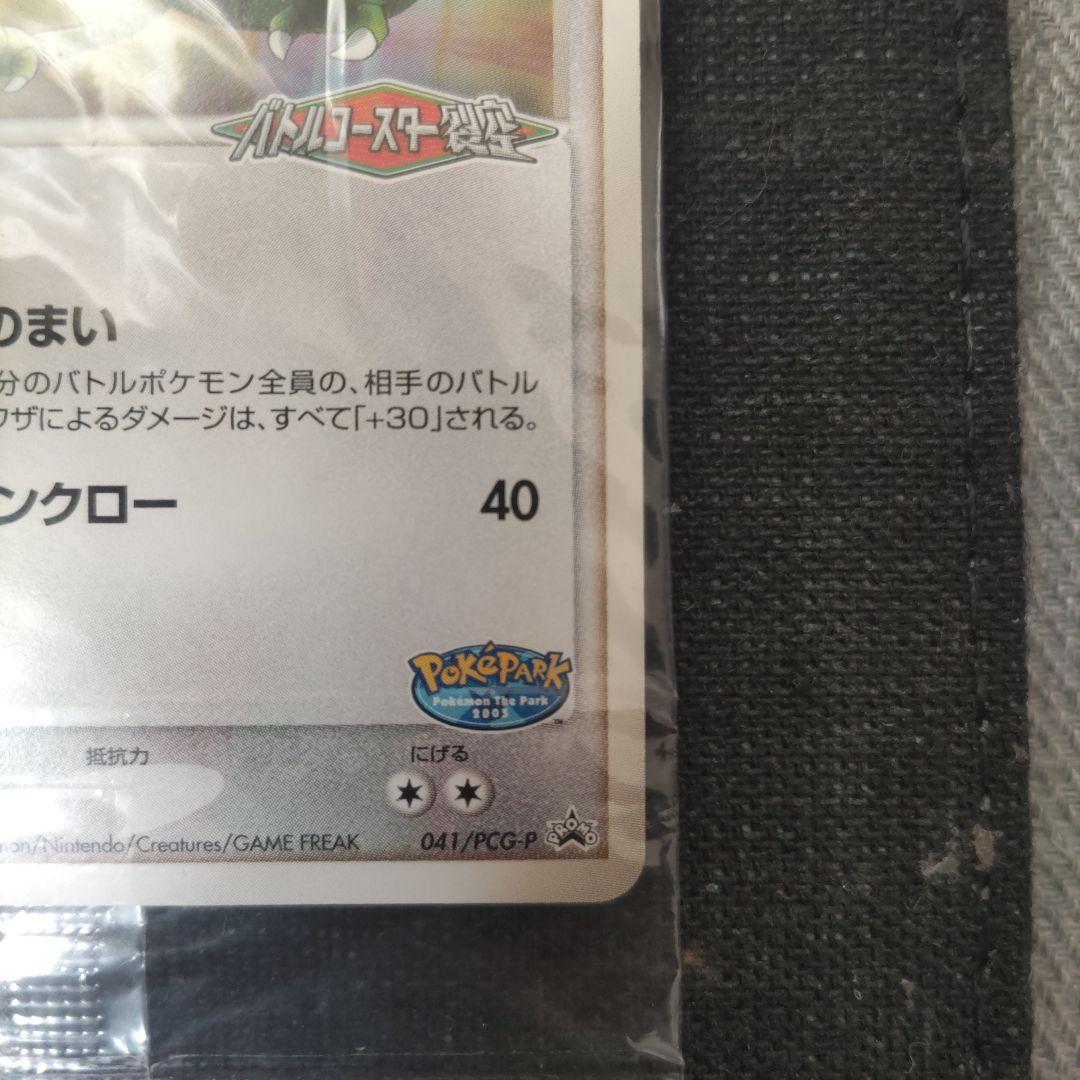 バトルコースター裂空
のまい
分のバトルポケモン全員の、相手のバトル
ワザによるダメージは、すべて「+30」される。
ンクロー 40
POKéPARK
Pokémon The Park
2005
TM
抵抗力 にげる
mon/Nintendo/Creatures/GAME FREAK 041/PCG-P PROMO